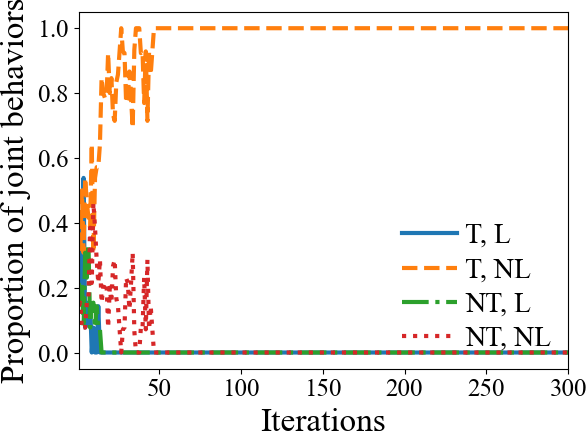 Proportion of joint behaviors
1.0
0.8
0.6
0.4
0.2
0.0
T, L
T, NL
NT, L
NT, NL
50
100
150
200
250
300
Iterations